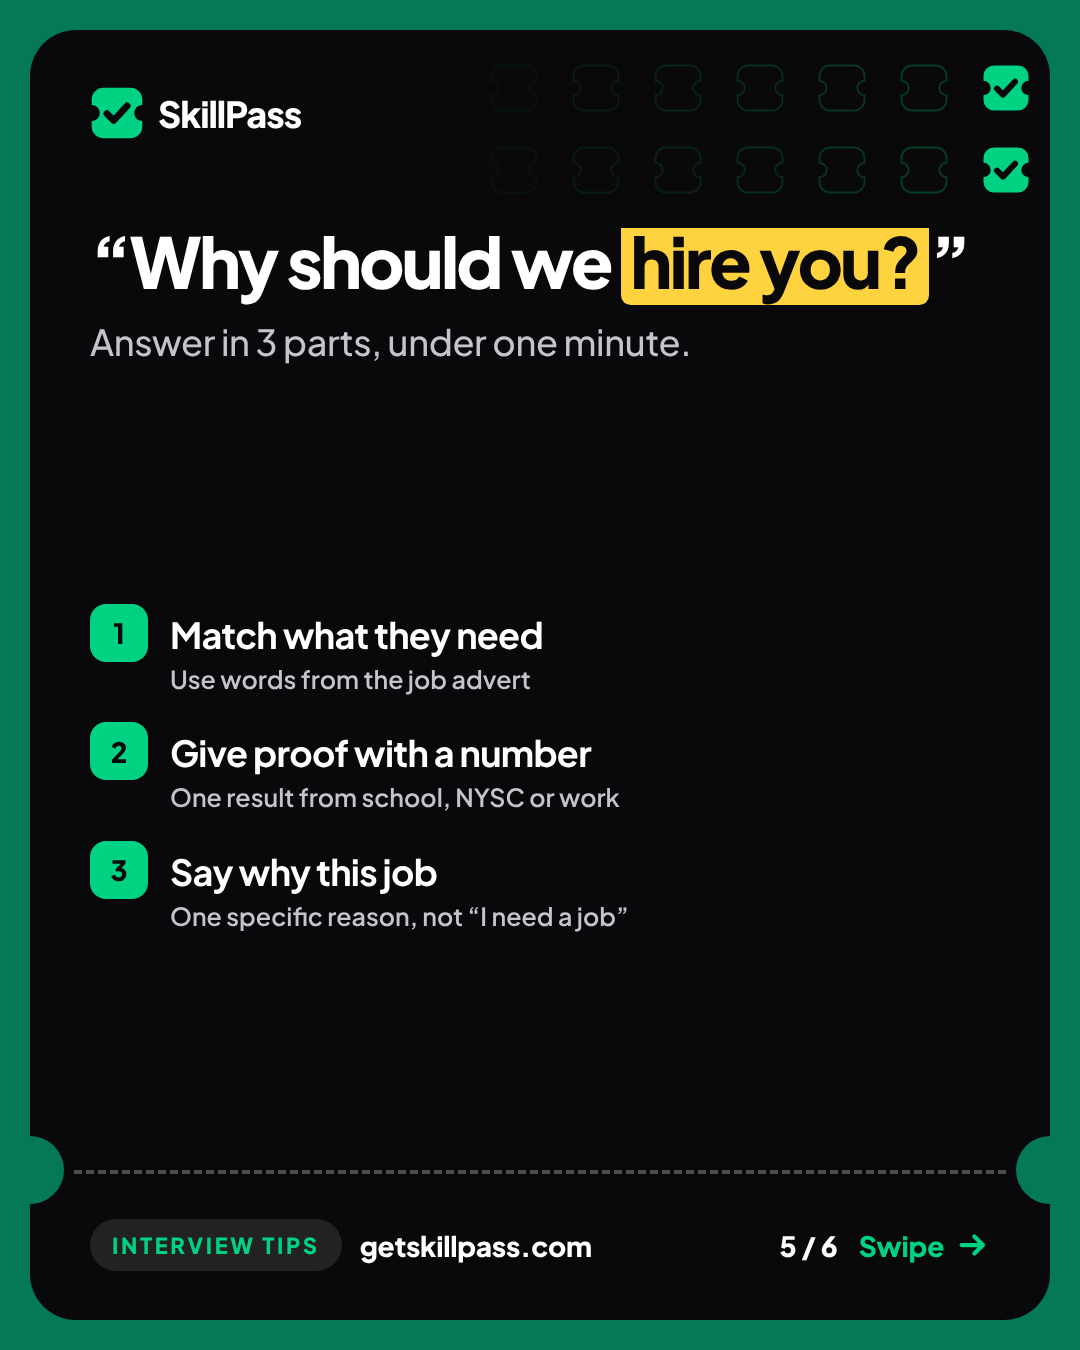 SkillPass
“Why should we hire you?”
Answer in 3 parts, under one minute.
1
Match what they need
Use words from the job advert
2
Give proof with a number
One result from school, NYSC or work
3
Say why this job
One specific reason, not “I need a job”
INTERVIEW TIPS getskillpass.com 5 / 6 Swipe →